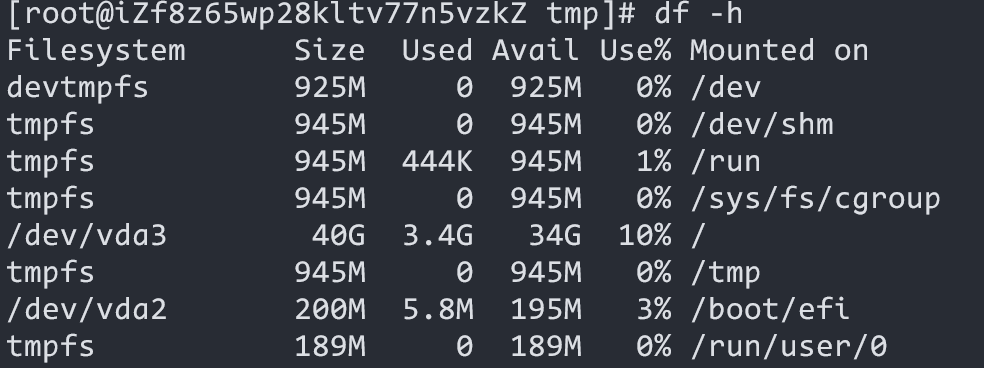 [root@iZf8z65wp28kltv77n5vzkZ tmp]# df -h
Filesystem      Size  Used Avail Use% Mounted on
devtmpfs        925M     0  925M   0% /dev
tmpfs           945M     0  945M   0% /dev/shm
tmpfs           945M  444K  945M   1% /run
tmpfs           945M     0  945M   0% /sys/fs/cgroup
/dev/vda3        40G  3.4G   34G  10% /
tmpfs           945M     0  945M   0% /tmp
/dev/vda2       200M  5.8M  195M   3% /boot/efi
tmpfs           189M     0  189M   0% /run/user/0